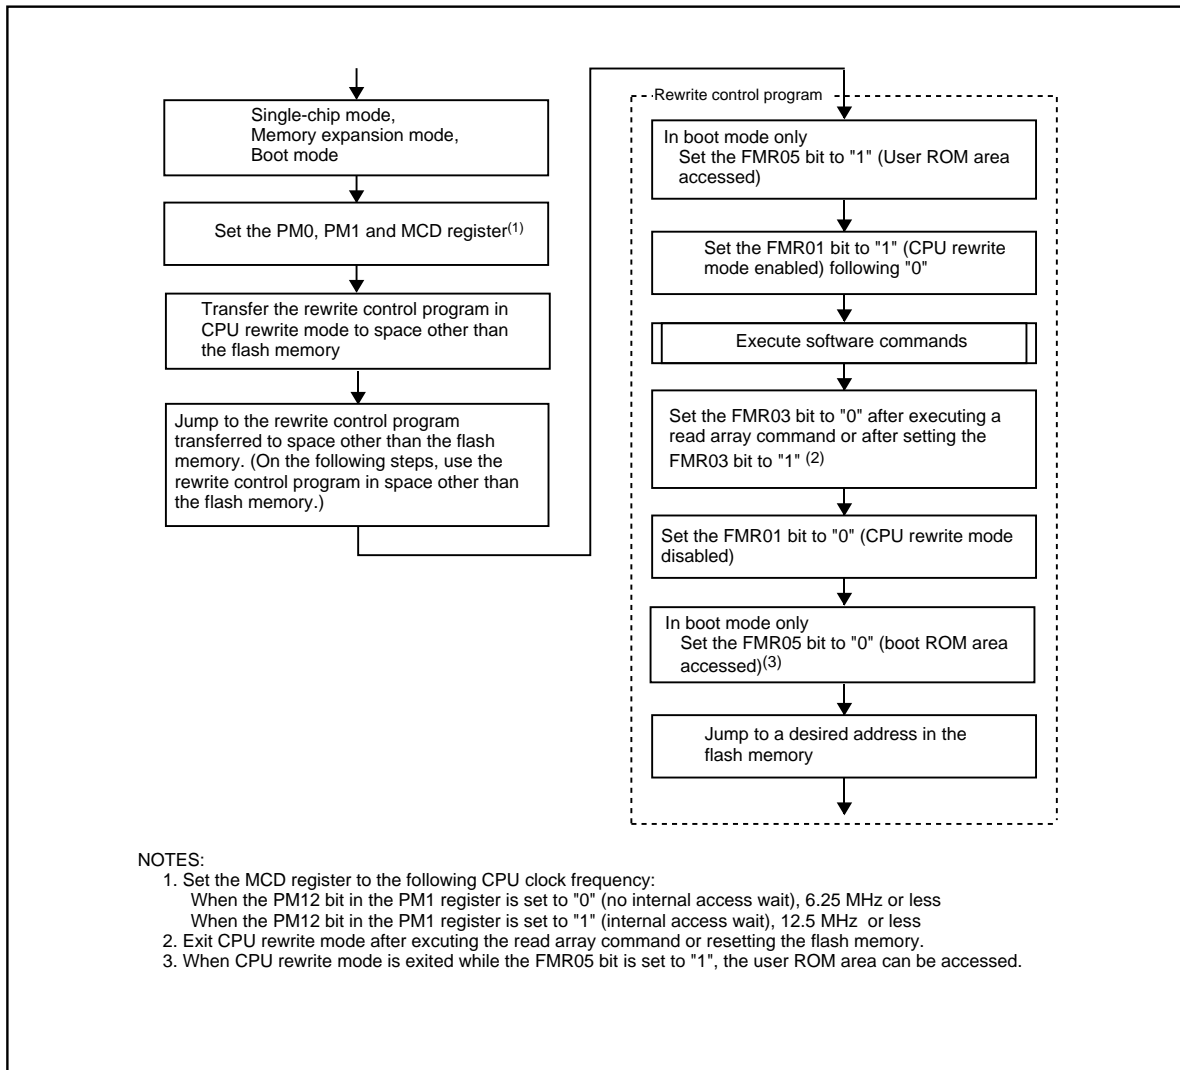 Single-chip mode,
Memory expansion mode,
Boot mode
Set the PM0, PM1 and MCD register(1)
Transfer the rewrite control program in
CPU rewrite mode to space other than
the flash memory
Jump to the rewrite control program
transferred to space other than the flash
memory. (On the following steps, use the
rewrite control program in space other than
the flash memory.)
Rewrite control program
In boot mode only
Set the FMR05 bit to "1" (User ROM area
accessed)
Set the FMR01 bit to "1" (CPU rewrite
mode enabled) following "0"
Execute software commands
Set the FMR03 bit to "0" after executing a
read array command or after setting the
FMR03 bit to "1" (2)
Set the FMR01 bit to "0" (CPU rewrite mode
disabled)
In boot mode only
Set the FMR05 bit to "0" (boot ROM area
accessed)(3)
Jump to a desired address in the
flash memory
NOTES:
1. Set the MCD register to the following CPU clock frequency:
When the PM12 bit in the PM1 register is set to "0" (no internal access wait), 6.25 MHz or less
When the PM12 bit in the PM1 register is set to "1" (internal access wait), 12.5 MHz or less
2. Exit CPU rewrite mode after excuting the read array command or resetting the flash memory.
3. When CPU rewrite mode is exited while the FMR05 bit is set to "1", the user ROM area can be accessed.